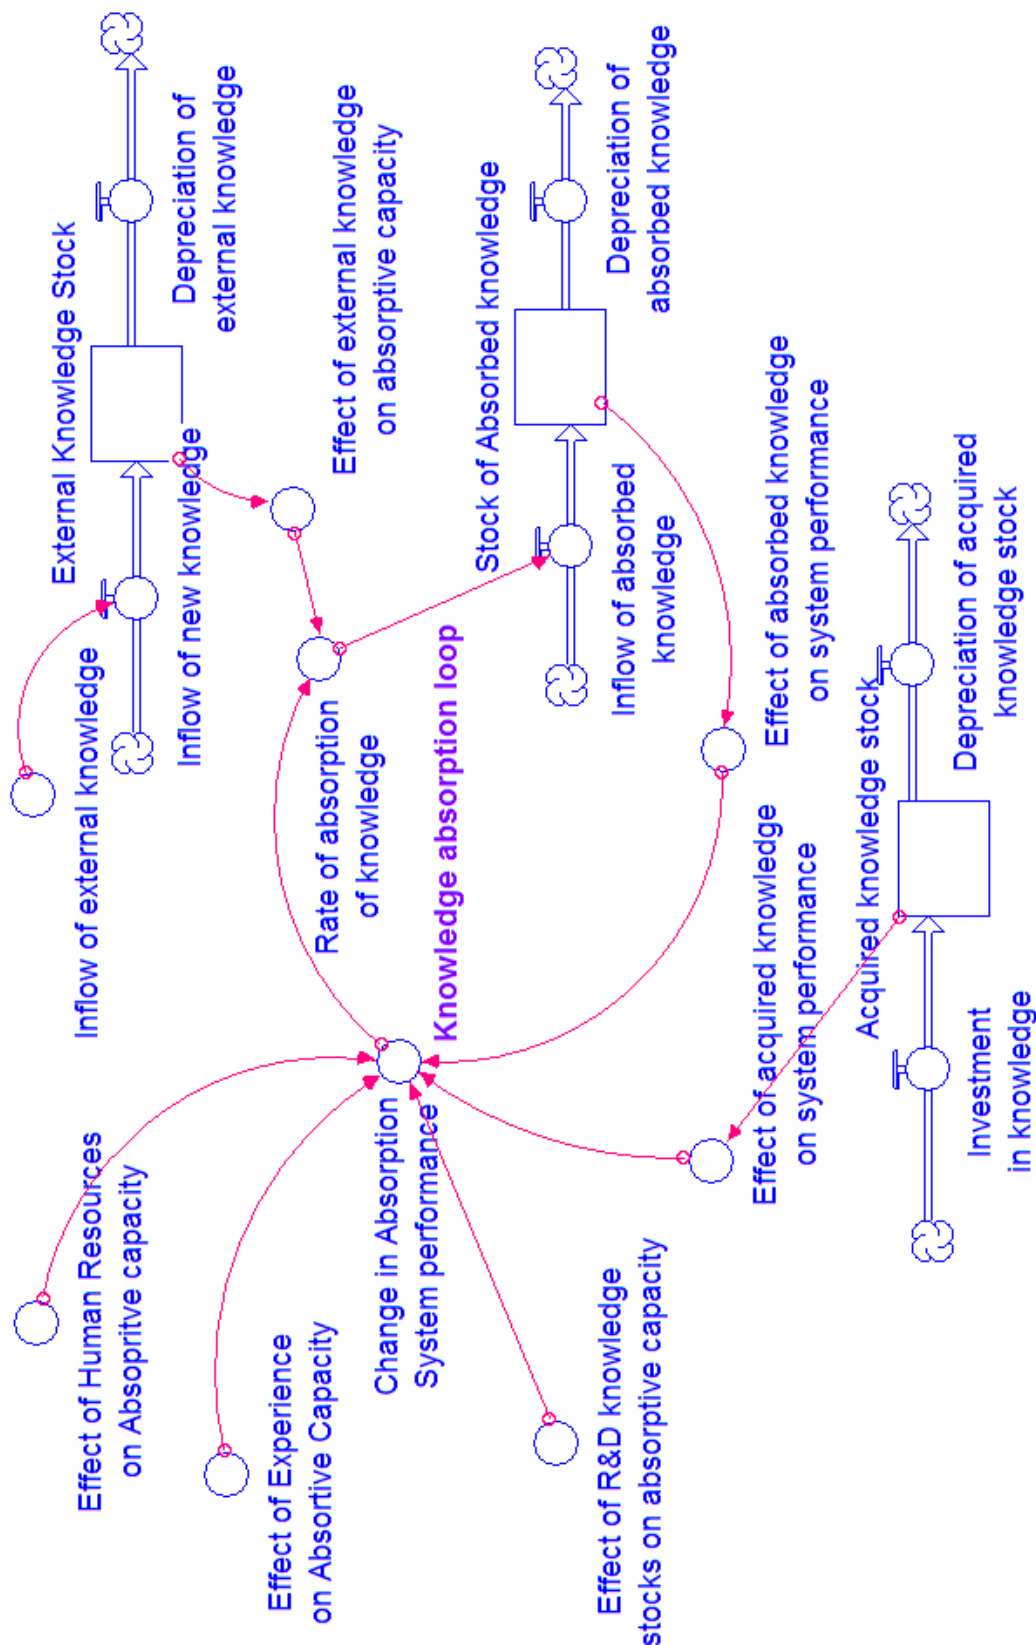 External Knowledge Stock
Depreciation of
external knowledge
Inflow of new knowledge
Inflow of external knowledge
Effect of external knowledge
on absorptive capacity
Effect of Human Resources
on Absopritve capacity
Rate of absorption
of knowledge
Effect of Experience
on Absortive Capacity
Knowledge absorption loop
Stock of Absorbed knowledge
Depreciation of
absorbed knowledge
Change in Absorption
System performance
Inflow of absorbed
knowledge
Effect of R&D knowledge
stocks on absorptive capacity
Effect of absorbed knowledge
on system performance
Effect of acquired knowledge
on system performance
Acquired knowledge stock
Depreciation of acquired
knowledge stock
Investment
in knowledge